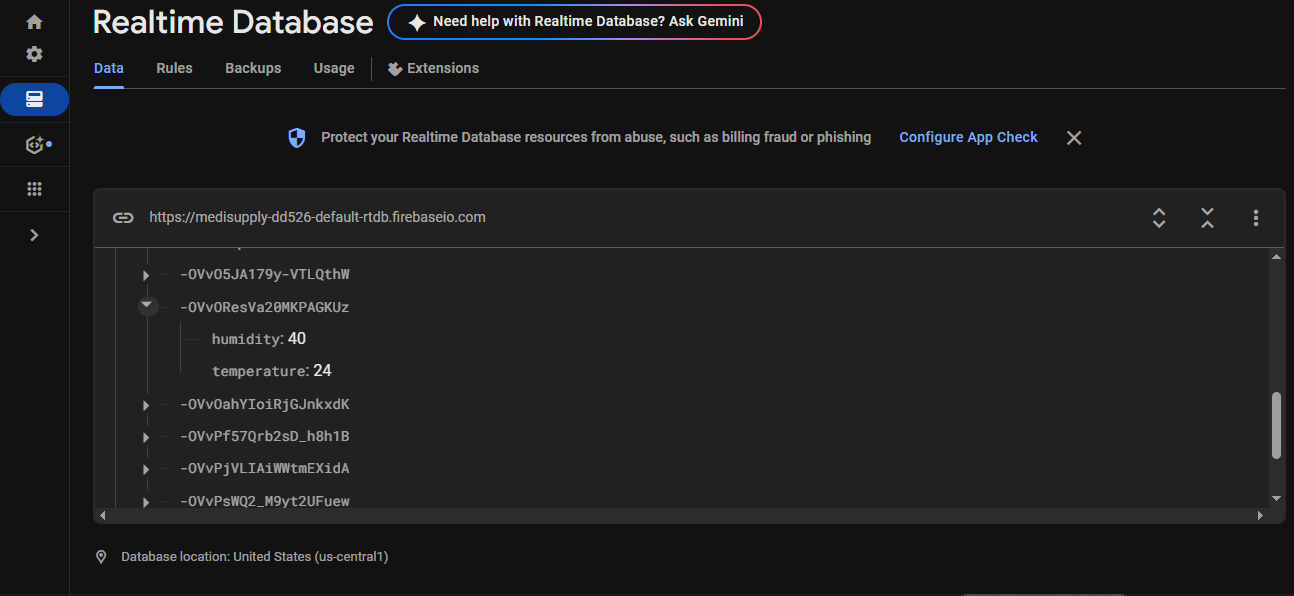 Realtime Database
Need help with Realtime Database? Ask Gemini
Data Rules Backups Usage Extensions
Protect your Realtime Database resources from abuse, such as billing fraud or phishing Configure App Check
https://medisupply-dd526-default-rtdb.firebaseio.com
-OVvO5JA179y-VTLQthW
-OVvOResVa20MKPAGKUz
humidity: 40
temperature: 24
-OVvOahYIoiRjGJnkxdK
-OVvPf57Qrb2sD_h8h1B
-OVvPjVLIAiWWtmEXidA
-OVvPsWQ2_M9yt2UFuew
Database location: United States (us-central1)